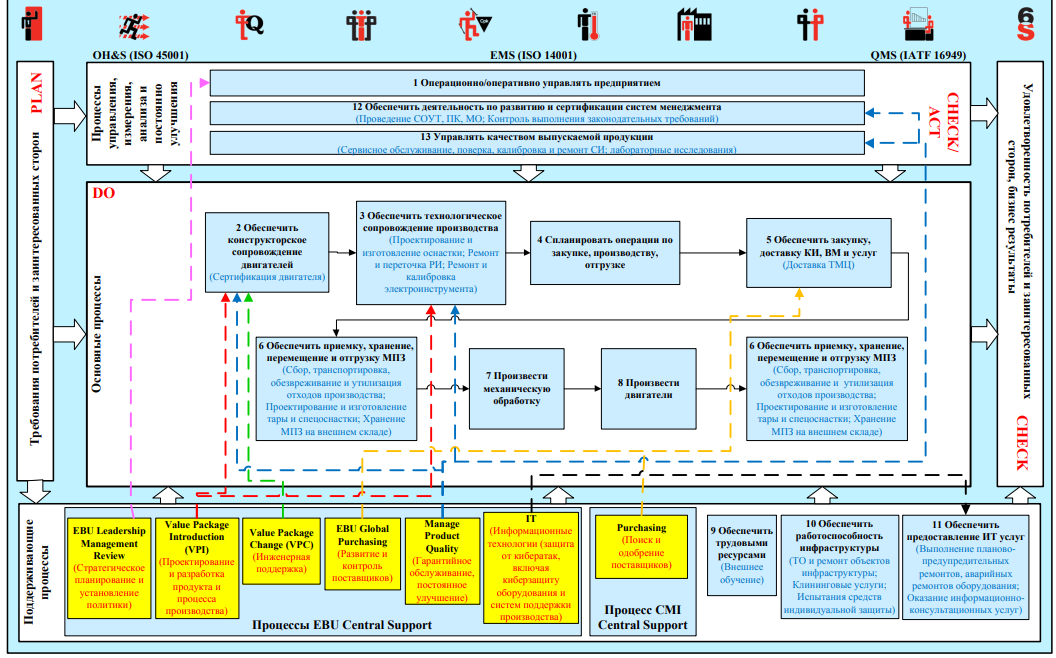 Q
Cpk
6S
OH&S (ISO 45001)
EMS (ISO 14001)
QMS (IATF 16949)
Требования потребителей и заинтересованных сторон
PLAN
Процессы
управления,
измерения,
анализа и
постоянно
улучшения
1 Операционно/оперативно управлять предприятием
12 Обеспечить деятельность по развитию и сертификации систем менеджмента
(Проведение СОУТ, ПК, МО; Контроль выполнения законодательных требований)
13 Управлять качеством выпускаемой продукции
(Сервисное обслуживание, поверка, калибровка и ремонт СИ; лабораторные исследования)
CHECK/
ACT
Удовлетворенность потребителей и заинтересованных
сторон, бизнес результаты
CHECK
DO
Основные процессы
2 Обеспечить
конструкторское
сопровождение
двигателей
(Сертификация двигателя)
3 Обеспечить технологическое
сопровождение производства
(Проектирование и
изготовление оснастки; Ремонт
и переточка РИ; Ремонт и
калибровка
электроинструмента)
4 Спланировать операции по
закупке, производству,
отгрузке
5 Обеспечить закупку,
доставку КИ, ВМ и услуг
(Доставка ТМЦ)
6 Обеспечить приемку, хранение,
перемещение и отгрузку МПЗ
(Сбор, транспортировка,
обезвреживание и утилизация
отходов производства;
Проектирование и изготовление
тары и спецоснастки; Хранение
МПЗ на внешнем складе)
7 Произвести
механическую
обработку
8 Произвести
двигатели
6 Обеспечить приемку, хранение,
перемещение и отгрузку МПЗ
(Сбор, транспортировка,
обезвреживание и утилизация
отходов производства;
Проектирование и изготовление
тары и спецоснастки; Хранение
МПЗ на внешнем складе)
Поддерживающие
процессы
EBU Leadership
Management
Review
(Стратегическое
планирование и
установление
политики)
Value Package
Introduction
(VPI)
(Проектирование
и разработка
продукта и
процесса
производства)
Value Package
Change (VPC)
(Инженерная
поддержка)
EBU Global
Purchasing
(Развитие и
контроль
поставщиков)
Manage
Product
Quality
(Гарантийное
обслуживание,
постоянное
улучшение)
IT
(Информационные
технологии (защита
от кибератак,
включая
киберзащиту
оборудования и
систем поддержки
производства)
Процессы EBU Central Support
Purchasing
(Поиск и
одобрение
поставщиков)
Процесс CMI
Central Support
9 Обеспечить
трудовыми
ресурсами
(Внешнее
обучение)
10 Обеспечить
работоспособность
инфраструктуры
(ТО и ремонт объектов
инфраструктуры;
Клининговые услуги;
Испытания средств
индивидуальной защиты)
11 Обеспечить
предоставление ИТ услуг
(Выполнение планово-
предупредительных
ремонтов, аварийных
ремонтов оборудования;
Оказание информационно-
консультационных услуг)